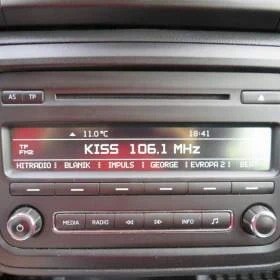 AS TP
▲ 11.0°C 18:41
TP
FM2
KISS 106.1 MHz
HITRADIO BLANIK IMPULS GEORGE EVROPA 2 BEAT
MEDIA RADIO INFO